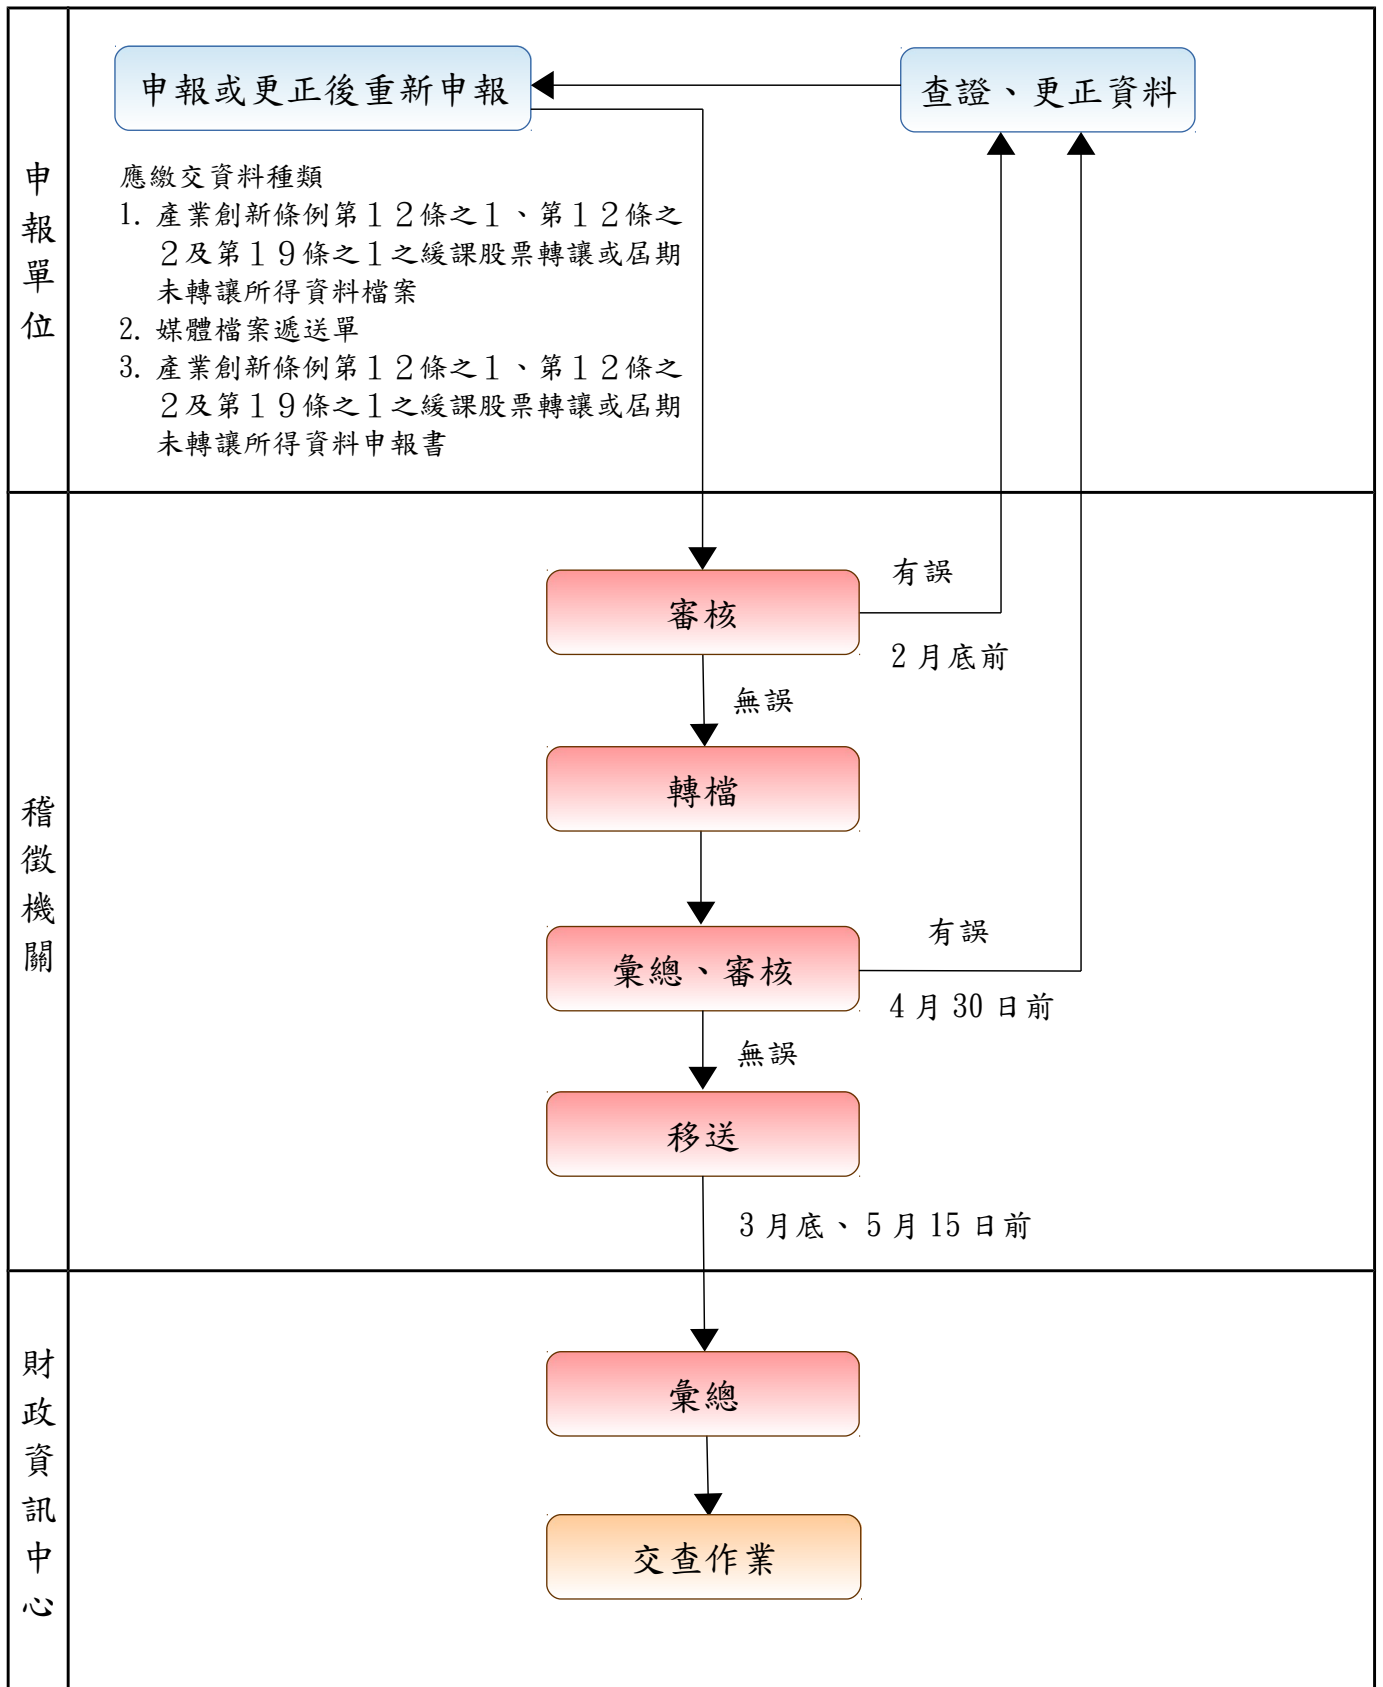 申報單位
申報或更正後重新申報
查證、更正資料
應繳交資料種類
1. 產業創新條例第１２條之１、第１２條之
２及第１９條之１之緩課股票轉讓或屆期
未轉讓所得資料檔案
2. 媒體檔案遞送單
3. 產業創新條例第１２條之１、第１２條之
２及第１９條之１之緩課股票轉讓或屆期
未轉讓所得資料申報書
稽徵機關
審核
有誤
2月底前
無誤
轉檔
彙總、審核
有誤
4月30日前
無誤
移送
3月底、5月15日前
財政資訊中心
彙總
交查作業